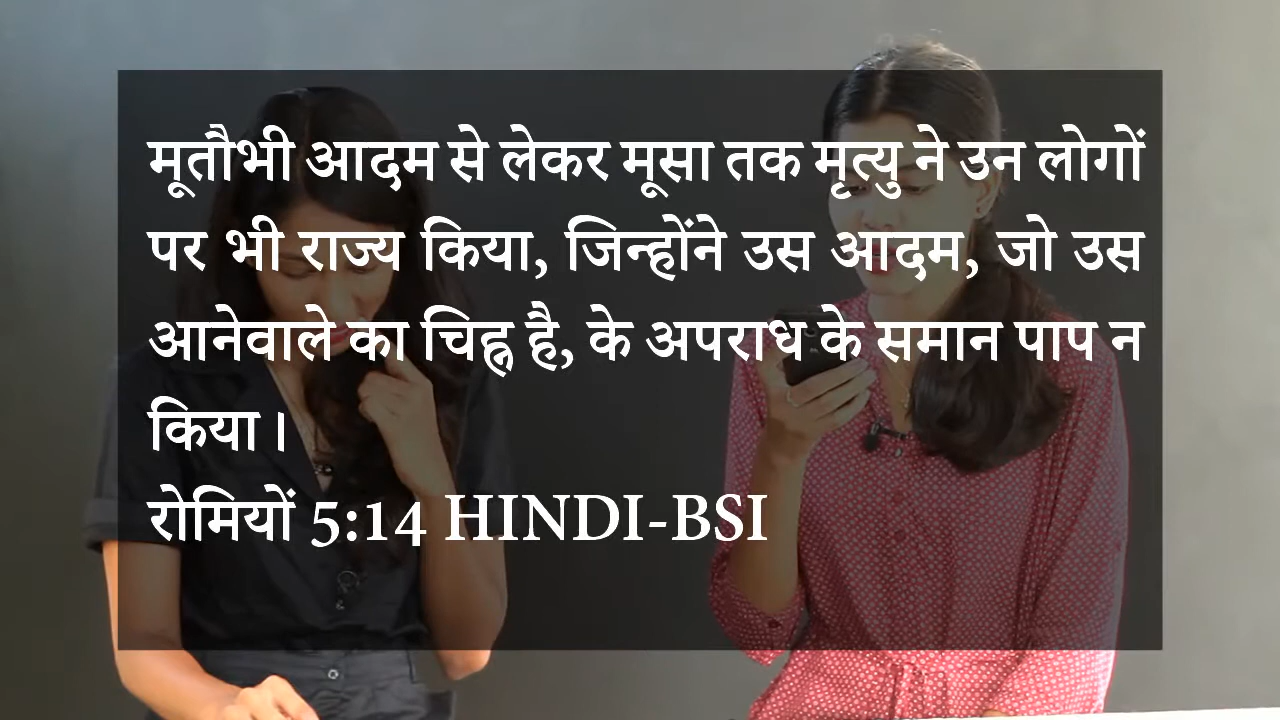 मूतौभी आदम से लेकर मूसा तक मृत्यु ने उन लोगों
पर भी राज्य किया, जिन्होंने उस आदम, जो उस
आनेवाले का चिह्न है, के अपराध के समान पाप न
किया।
रोमियों 5:14 HINDI-BSI